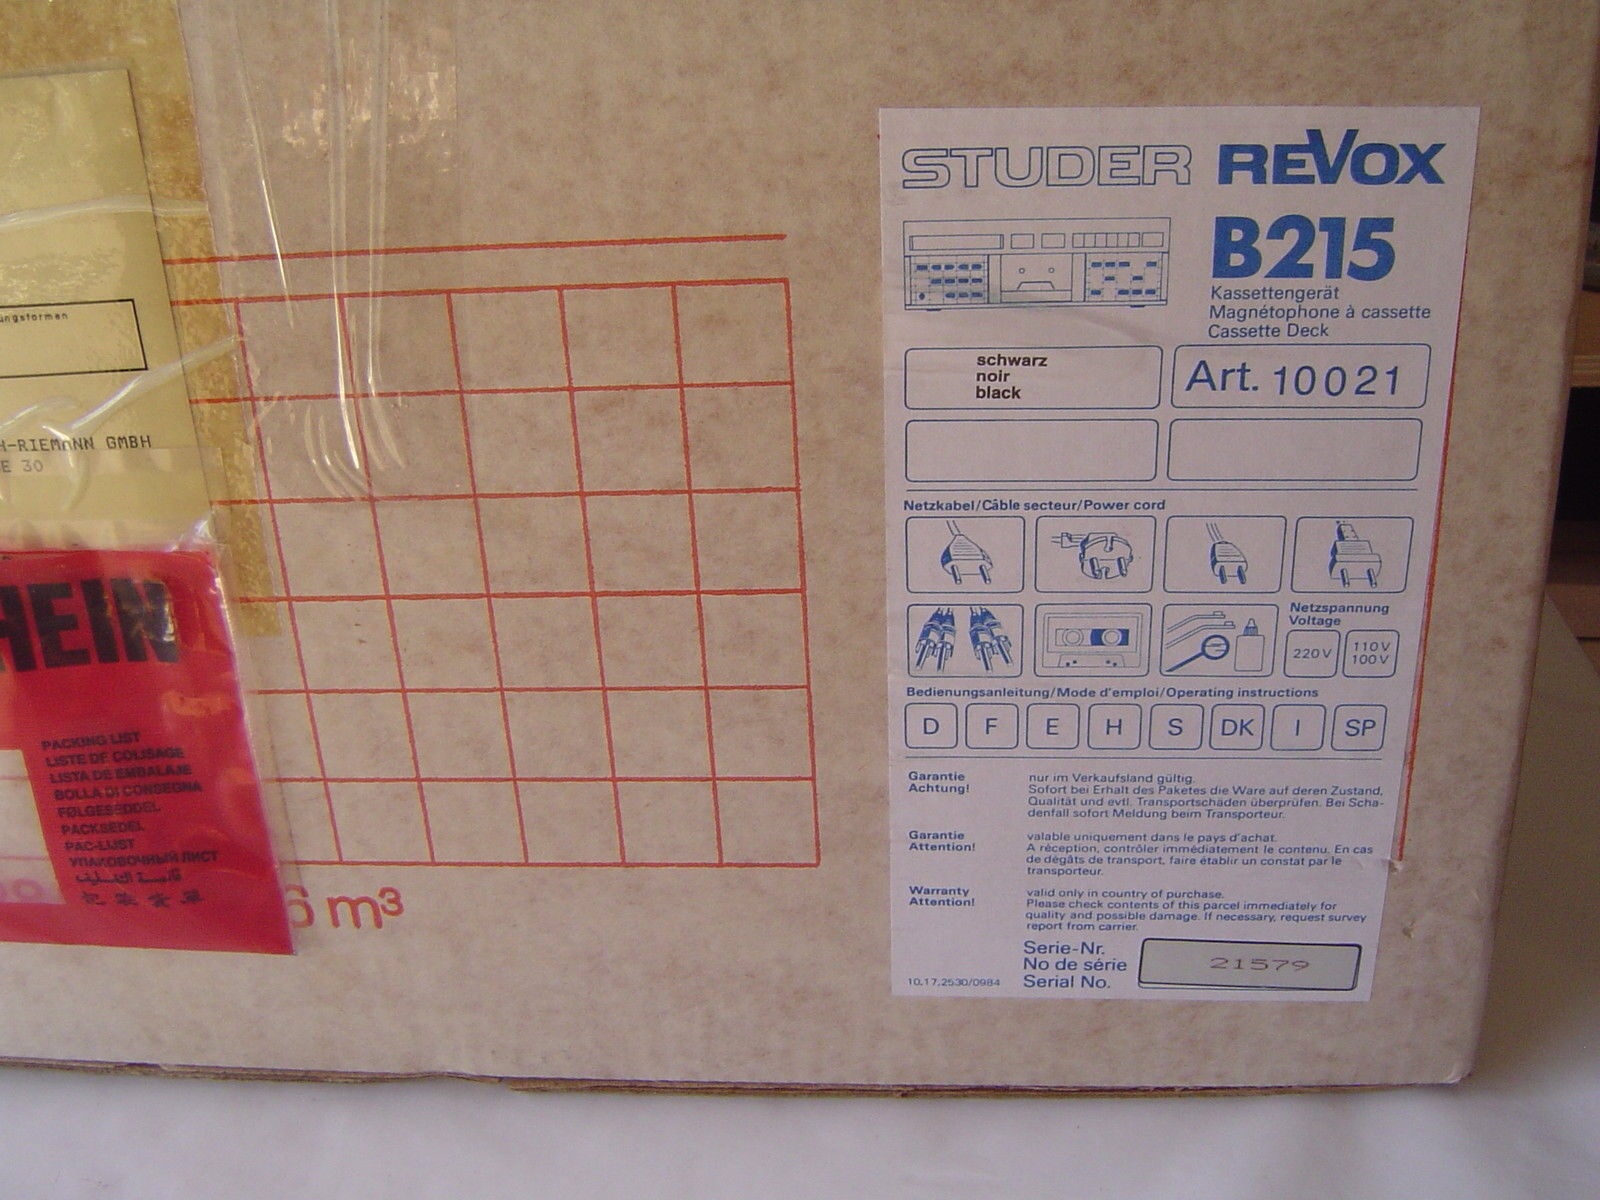 ungsformen
H-RIEMANN GMBH
E 30
HEIN
PACKING LIST
LISTE DE COLISAGE
LISTA DE EMBALAJE
BOLLA DI CONSEGNA
FØLGESEDDEL
PACKSEDEL
PAC-LIJST
УПАКОВОЧНЫЙ ЛИСТ
6 m³
STUDER REVOX
B215
Kassettengerät
Magnétophone à cassette
Cassette Deck
schwarz
noir
black
Art. 10021
Netzkabel/Câble secteur/Power cord
Netzspannung
Voltage
220V
110V
100V
Bedienungsanleitung/Mode d'emploi/Operating instructions
D F E H S DK I SP
Garantie nur im Verkaufsland gültig.
Achtung! Sofort bei Erhalt des Paketes die Ware auf deren Zustand,
Qualität und evtl. Transportschäden überprüfen. Bei Scha-
denfall sofort Meldung beim Transporteur.
Garantie valable uniquement dans le pays d'achat.
Attention! A réception, contrôler immédiatement le contenu. En cas
de dégâts de transport, faire établir un constat par le
transporteur.
Warranty valid only in country of purchase.
Attention! Please check contents of this parcel immediately for
quality and possible damage. If necessary, request survey
report from carrier.
Serie-Nr.
No de série
Serial No.
21579
10.17.2530/0984